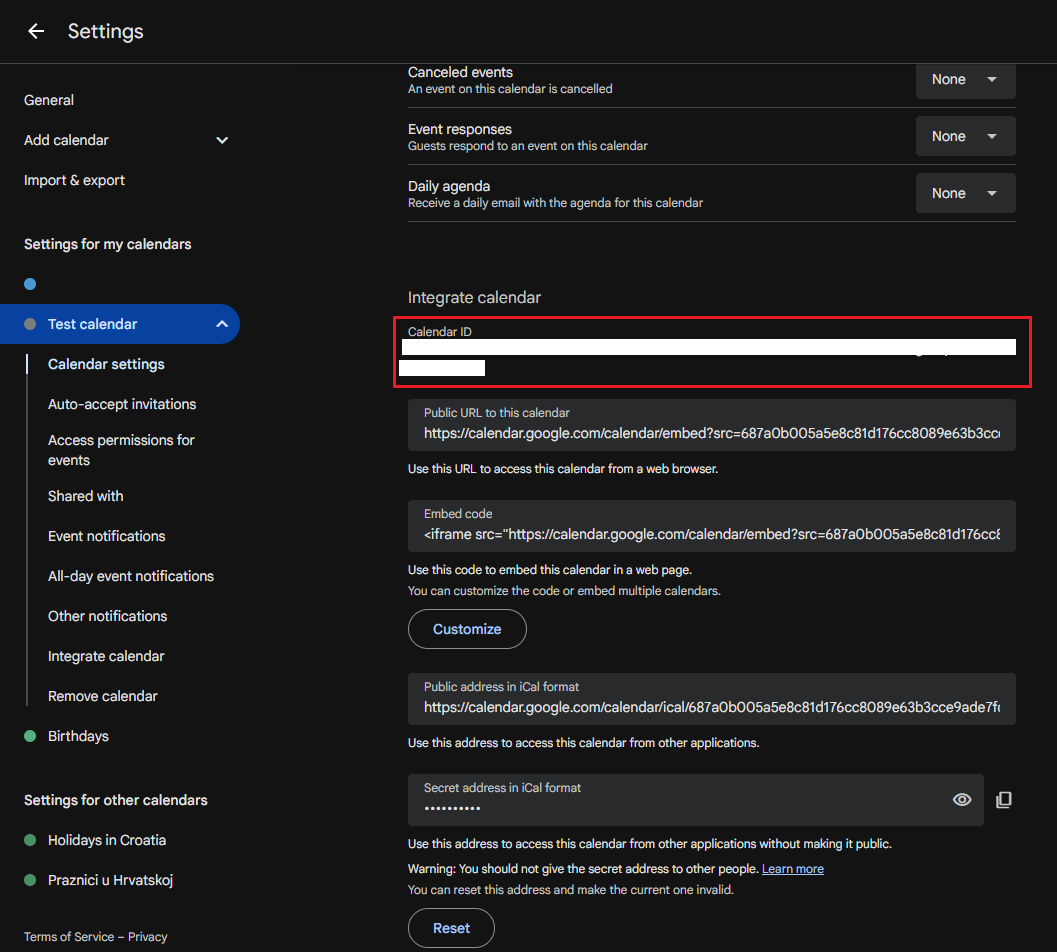 Settings
General
Add calendar
Import & export
Settings for my calendars
Test calendar
Calendar settings
Auto-accept invitations
Access permissions for
events
Shared with
Event notifications
All-day event notifications
Other notifications
Integrate calendar
Remove calendar
Birthdays
Settings for other calendars
Holidays in Croatia
Praznici u Hrvatskoj
Terms of Service – Privacy
Canceled events
None
An event on this calendar is cancelled
Event responses
None
Guests respond to an event on this calendar
Daily agenda
None
Receive a daily email with the agenda for this calendar
Integrate calendar
Calendar ID
Public URL to this calendar
https://calendar.google.com/calendar/embed?src=687a0b005a5e8c81d176cc8089e63b3cc
Use this URL to access this calendar from a web browser.
Embed code
<iframe src="https://calendar.google.com/calendar/embed?src=687a0b005a5e8c81d176cc8
Use this code to embed this calendar in a web page.
You can customize the code or embed multiple calendars.
Customize
Public address in iCal format
https://calendar.google.com/calendar/ical/687a0b005a5e8c81d176cc8089e63b3cce9ade7f
Use this address to access this calendar from other applications.
Secret address in iCal format
••••••••••
Use this address to access this calendar from other applications without making it public.
Warning: You should not give the secret address to other people. Learn more
You can reset this address and make the current one invalid.
Reset